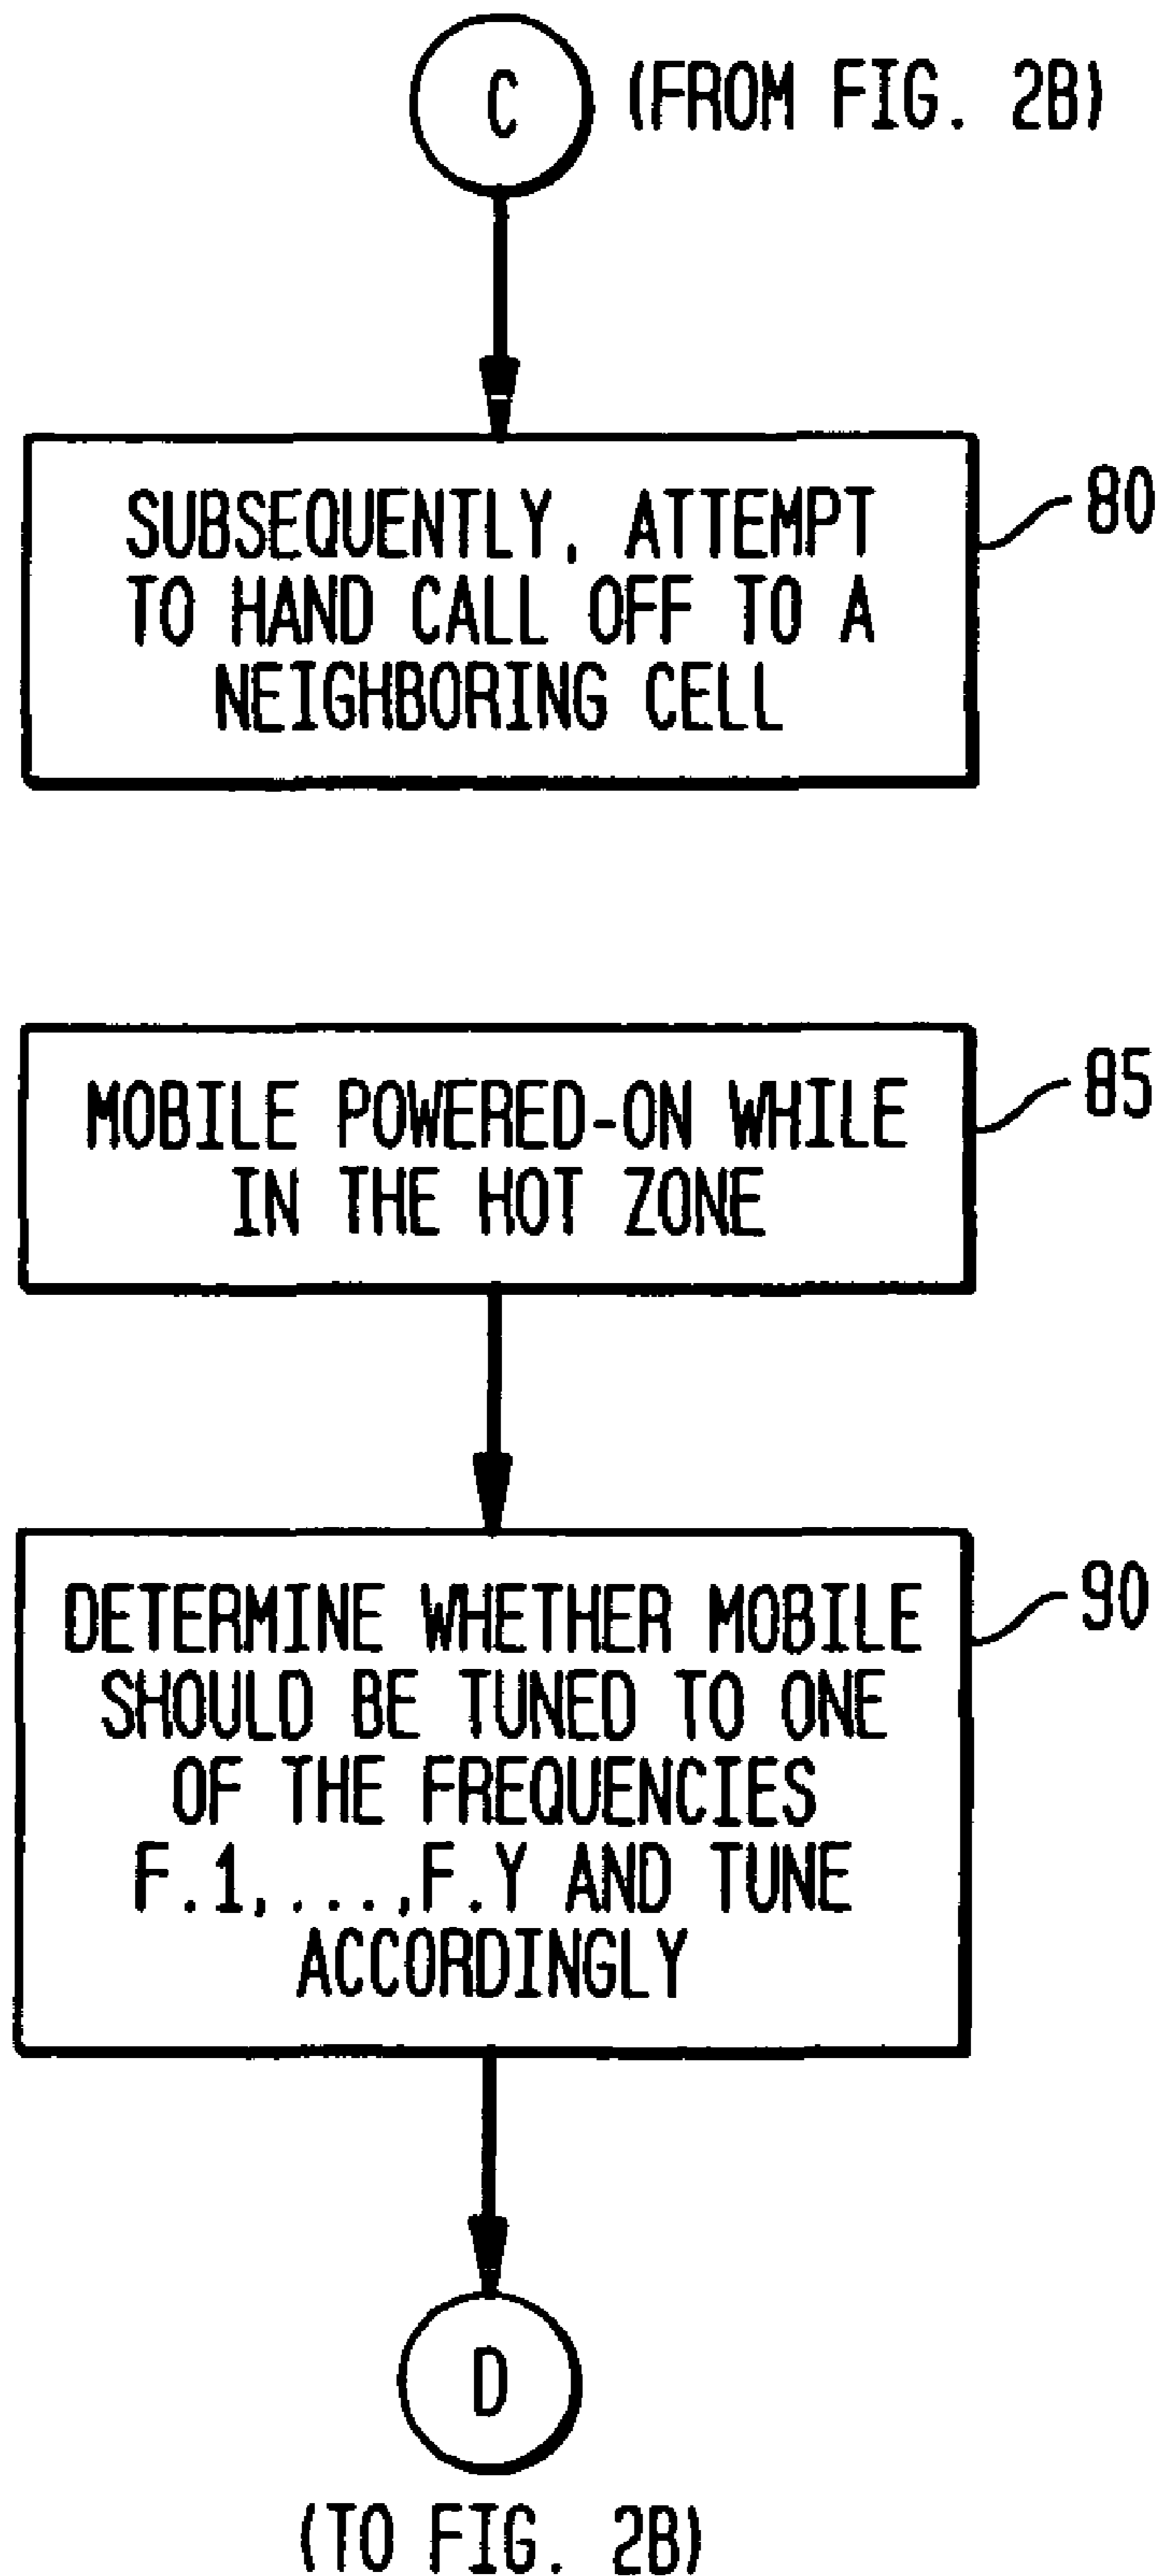 C (FROM FIG. 2B)
SUBSEQUENTLY, ATTEMPT
TO HAND CALL OFF TO A
NEIGHBORING CELL
80
MOBILE POWERED-ON WHILE
IN THE HOT ZONE
85
DETERMINE WHETHER MOBILE
SHOULD BE TUNED TO ONE
OF THE FREQUENCIES
F.1,...,F.Y AND TUNE
ACCORDINGLY
90
D
(TO FIG. 2B)